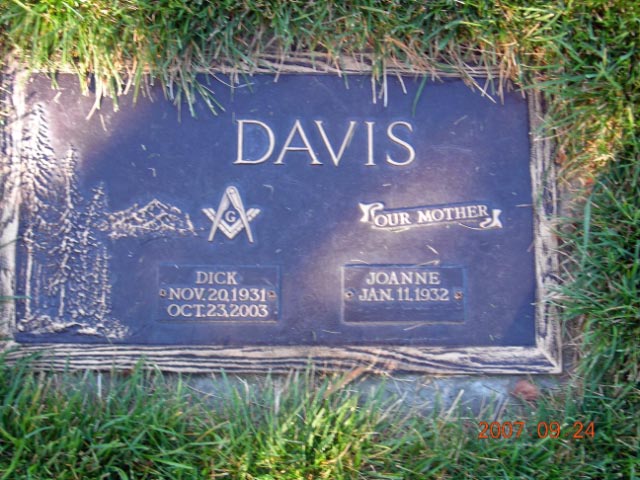 DAVIS
G
OUR MOTHER
DICK
NOV. 20, 1931
OCT. 23, 2003
JOANNE
JAN. 11, 1932
2007 09 24